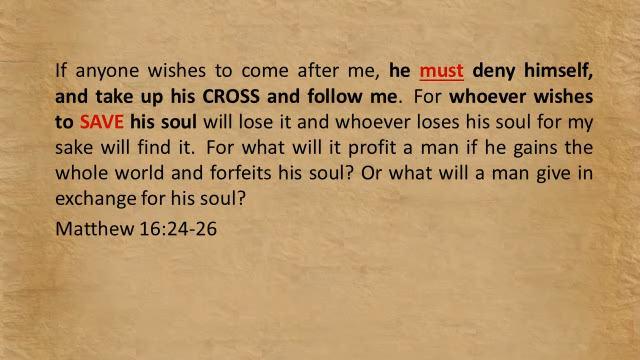 If anyone wishes to come after me, he must deny himself,
and take up his CROSS and follow me. For whoever wishes
to SAVE his soul will lose it and whoever loses his soul for my
sake will find it. For what will it profit a man if he gains the
whole world and forfeits his soul? Or what will a man give in
exchange for his soul?
Matthew 16:24-26